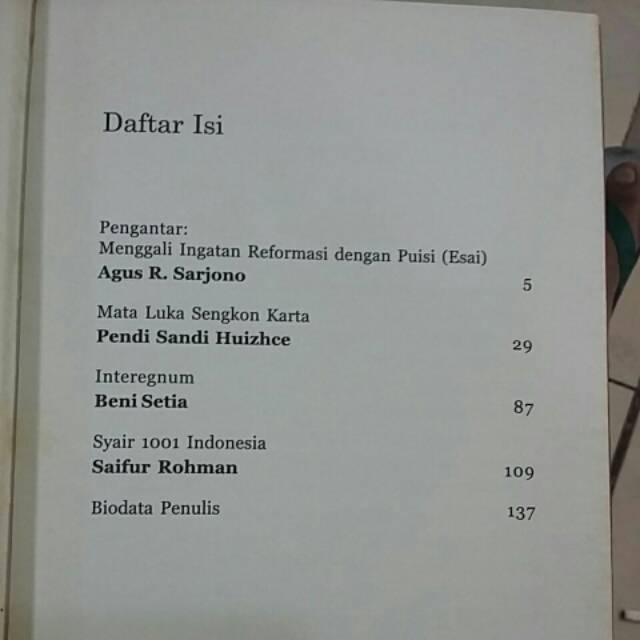 Daftar Isi
Pengantar:
Menggali Ingatan Reformasi dengan Puisi (Esai)
Agus R. Sarjono 5
Mata Luka Sengkon Karta
Pendi Sandi Huizhce 29
Interegnum
Beni Setia 87
Syair 1001 Indonesia
Saifur Rohman 109
Biodata Penulis 137